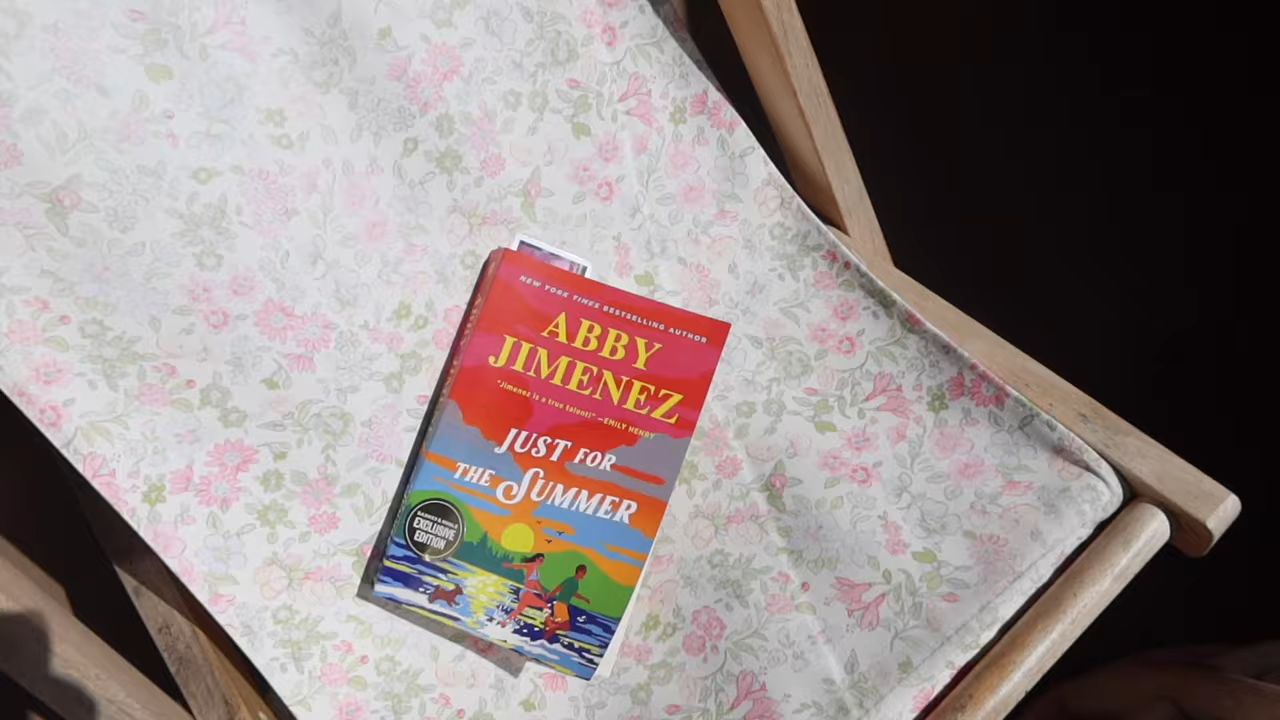 NEW YORK TIMES BESTSELLING AUTHOR
ABBY
JIMENEZ
"Jimenez is a true talent!" —EMILY HENRY
JUST FOR
THE SUMMER
BARNES & NOBLE
EXCLUSIVE
EDITION